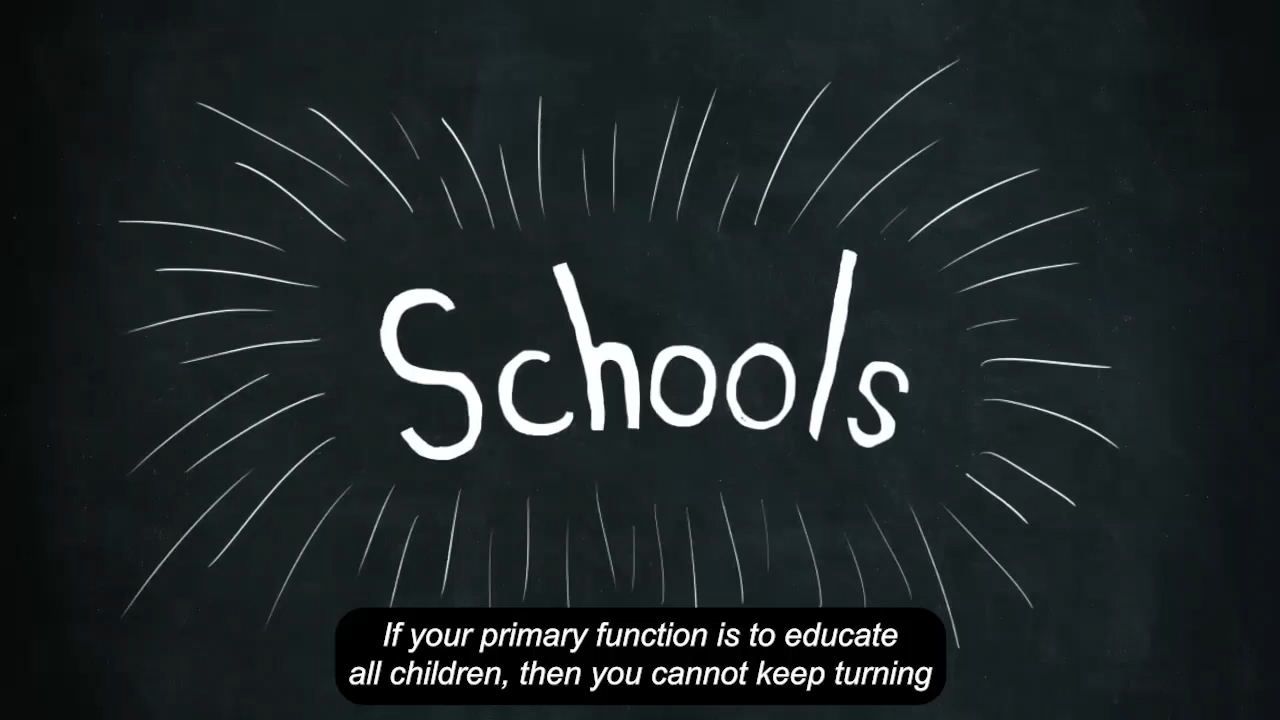 Schools
If your primary function is to educate
all children, then you cannot keep turning